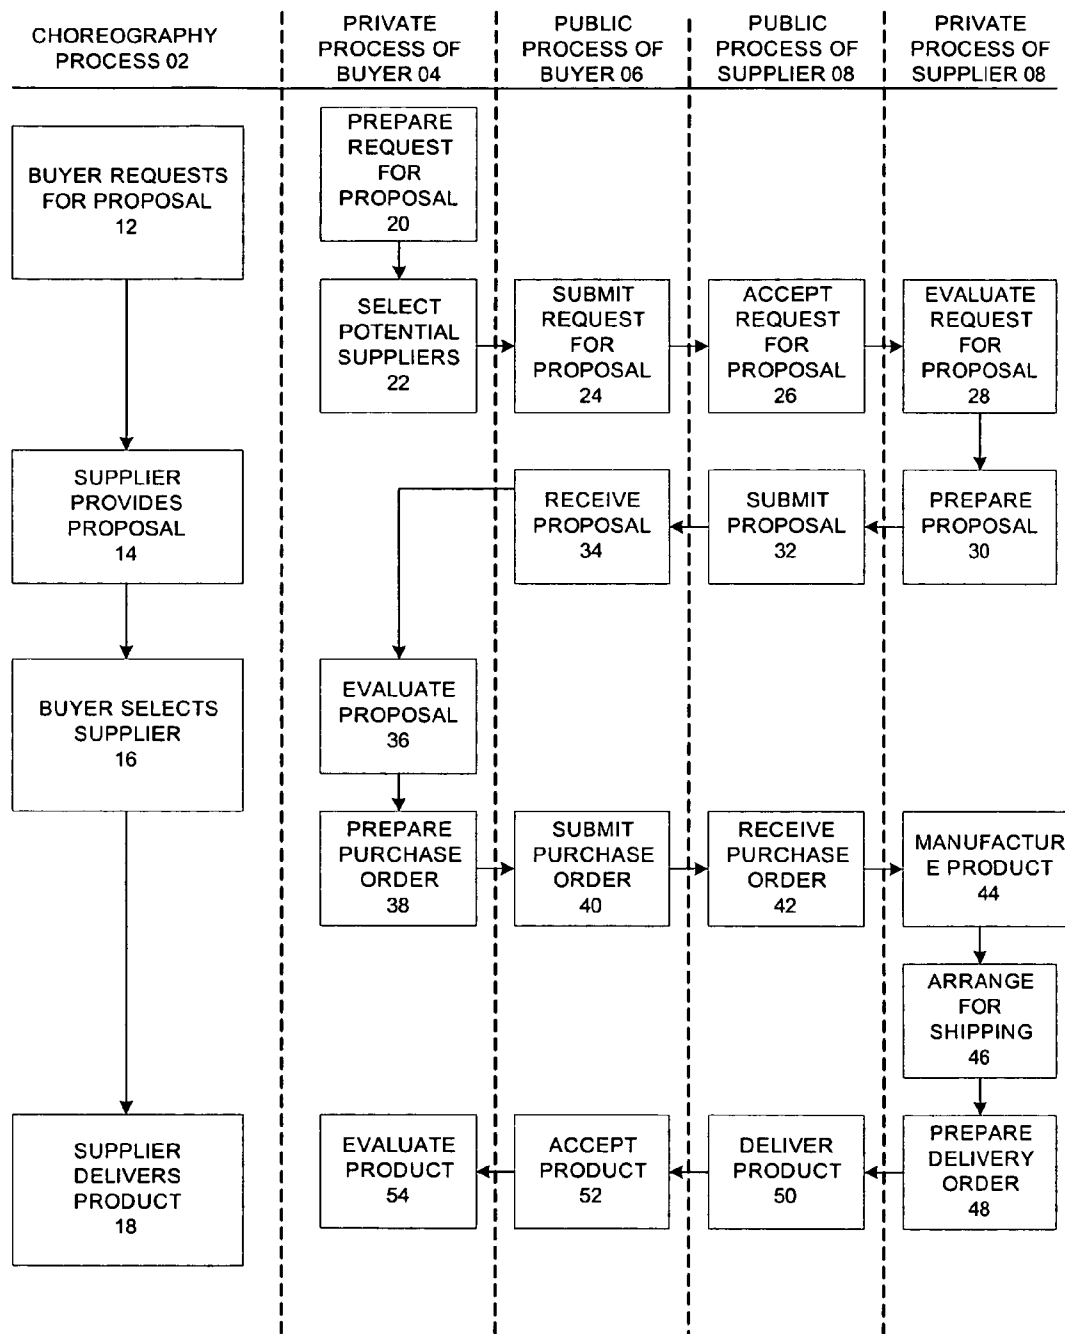 CHOREOGRAPHY
PROCESS 02
PRIVATE
PROCESS OF
BUYER 04
PUBLIC
PROCESS OF
BUYER 06
PUBLIC
PROCESS OF
SUPPLIER 08
PRIVATE
PROCESS OF
SUPPLIER 08
BUYER REQUESTS
FOR PROPOSAL
12
PREPARE
REQUEST
FOR
PROPOSAL
20
SELECT
POTENTIAL
SUPPLIERS
22
SUBMIT
REQUEST
FOR
PROPOSAL
24
ACCEPT
REQUEST
FOR
PROPOSAL
26
EVALUATE
REQUEST
FOR
PROPOSAL
28
SUPPLIER
PROVIDES
PROPOSAL
14
RECEIVE
PROPOSAL
34
SUBMIT
PROPOSAL
32
PREPARE
PROPOSAL
30
BUYER SELECTS
SUPPLIER
16
EVALUATE
PROPOSAL
36
PREPARE
PURCHASE
ORDER
38
SUBMIT
PURCHASE
ORDER
40
RECEIVE
PURCHASE
ORDER
42
MANUFACTUR
E PRODUCT
44
ARRANGE
FOR
SHIPPING
46
SUPPLIER
DELIVERS
PRODUCT
18
EVALUATE
PRODUCT
54
ACCEPT
PRODUCT
52
DELIVER
PRODUCT
50
PREPARE
DELIVERY
ORDER
48